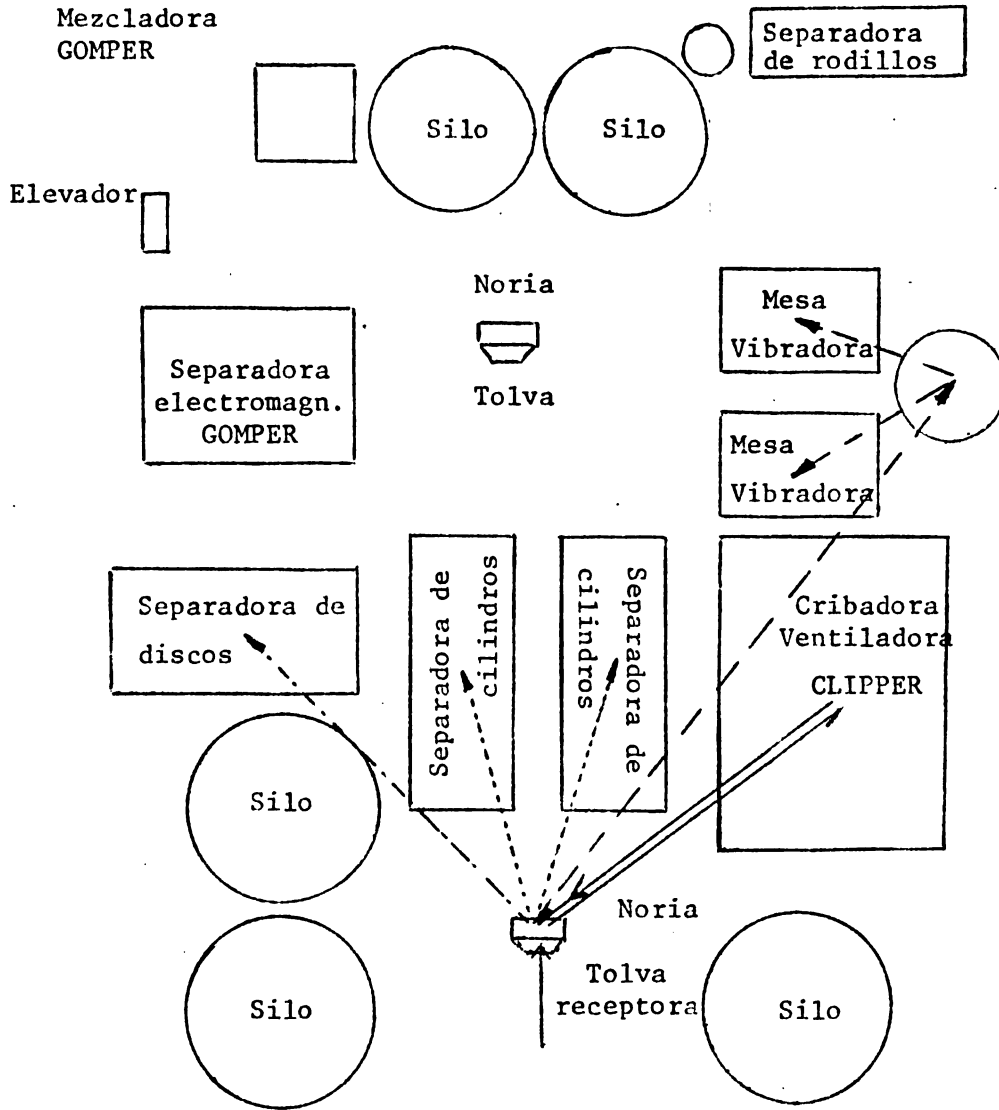 Mezcladora
GOMPER
Separadora
de rodillos
Silo
Silo
Elevador
Noria
Tolva
Mesa
Vibradora
Separadora
electromagn.
GOMPER
Mesa
Vibradora
Separadora de
discos
Separadora de
cilindros
Separadora de
cilindros
Cribadora
Ventiladora
CLIPPER
Silo
Noria
Tolva
receptora
Silo
Silo